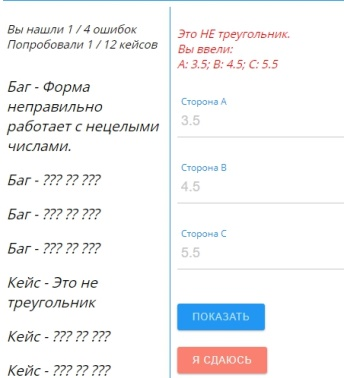 Вы нашли 1 / 4 ошибок
Попробовали 1 / 12 кейсов
Баг - Форма
неправильно
работает с нецелыми
числами.
Баг - ??? ?? ???
Баг - ??? ?? ???
Баг - ??? ?? ???
Кейс - Это не
треугольник
Кейс - ??? ?? ???
Кейс - ??? ?? ???
Это НЕ треугольник.
Вы ввели:
A: 3.5; B: 4.5; C: 5.5
Сторона A
3.5
Сторона B
4.5
Сторона C
5.5
ПОКАЗАТЬ
Я СДАЮСЬ